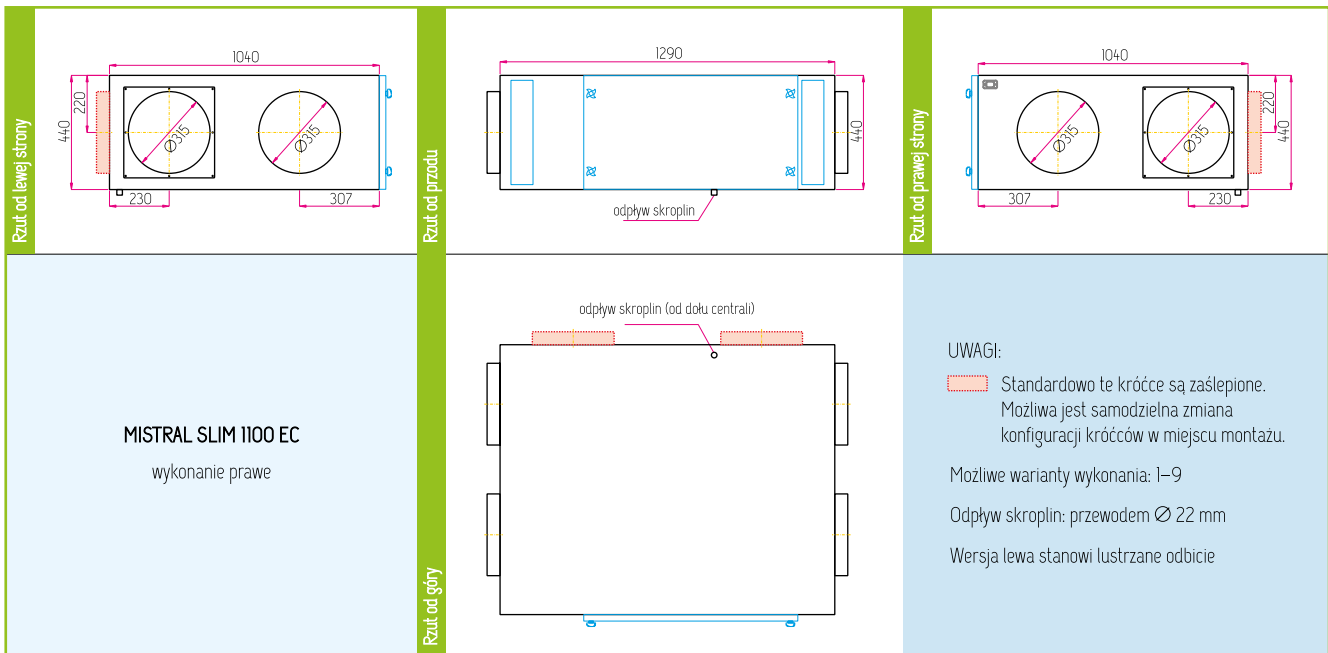 Rzut od lewej strony
1040
220
440
Ø315
Ø315
230
307
Rzut od przodu
1290
440
odpływ skroplin
Rzut od prawej strony
1040
Ø315
Ø315
220
440
307
230
MISTRAL SLIM 1100 EC
wykonanie prawe
Rzut od góry
odpływ skroplin (od dołu centrali)
UWAGI:
Standardowo te króćce są zaślepione.
Możliwa jest samodzielna zmiana
konfiguracji króćców w miejscu montażu.
Możliwe warianty wykonania: 1–9
Odpływ skroplin: przewodem Ø 22 mm
Wersja lewa stanowi lustrzane odbicie